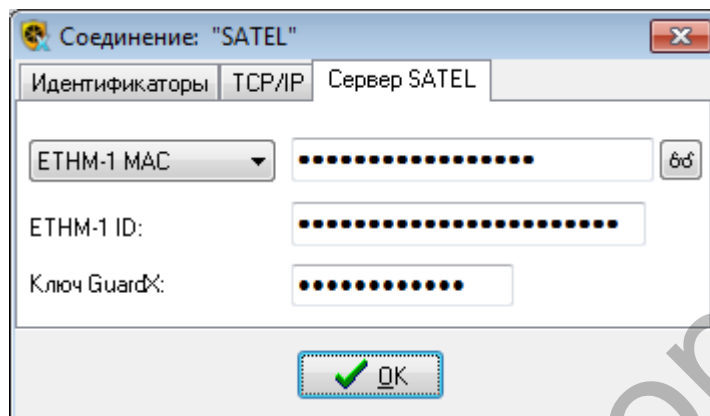 Соединение: "SATEL"
Идентификаторы TCP/IP Сервер SATEL
ETHM-1 MAC ●●●●●●●●●●●●●●●●●
ETHM-1 ID: ●●●●●●●●●●●●●●●●●●●●●●●
Ключ GuardX: ●●●●●●●●●●●●
OK